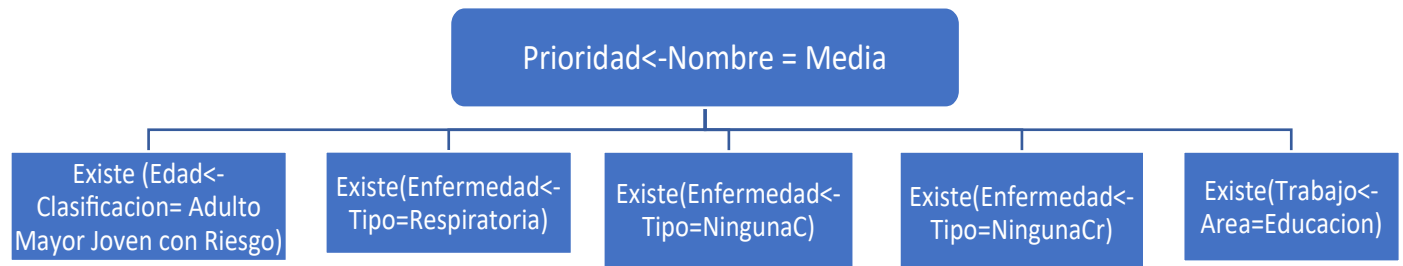 Prioridad<-Nombre = Media
Existe (Edad<-
Clasificacion= Adulto
Mayor Joven con Riesgo)
Existe(Enfermedad<-
Tipo=Respiratoria)
Existe(Enfermedad<-
Tipo=NingunaC)
Existe(Enfermedad<-
Tipo=NingunaCr)
Existe(Trabajo<-
Area=Educacion)